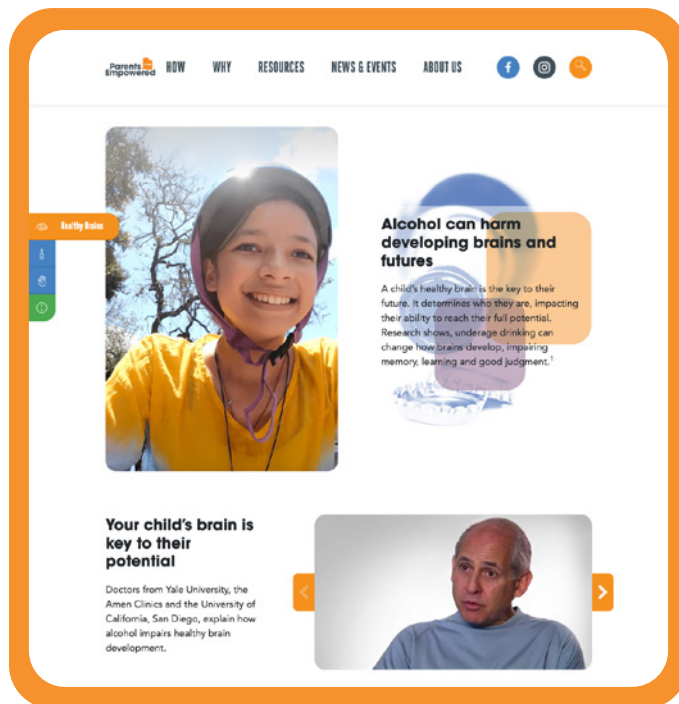 Parents Empowered
HOW
WHY
RESOURCES
NEWS & EVENTS
ABOUT US
Healthy Brains
Alcohol can harm
developing brains and
futures
A child's healthy brain is the key to their
future. It determines who they are, impacting
their ability to reach their full potential.
Research shows, underage drinking can
change how brains develop, impairing
memory, learning and good judgment.¹
Your child's brain is
key to their
potential
Doctors from Yale University, the
Amen Clinics and the University of
California, San Diego, explain how
alcohol impairs healthy brain
development.